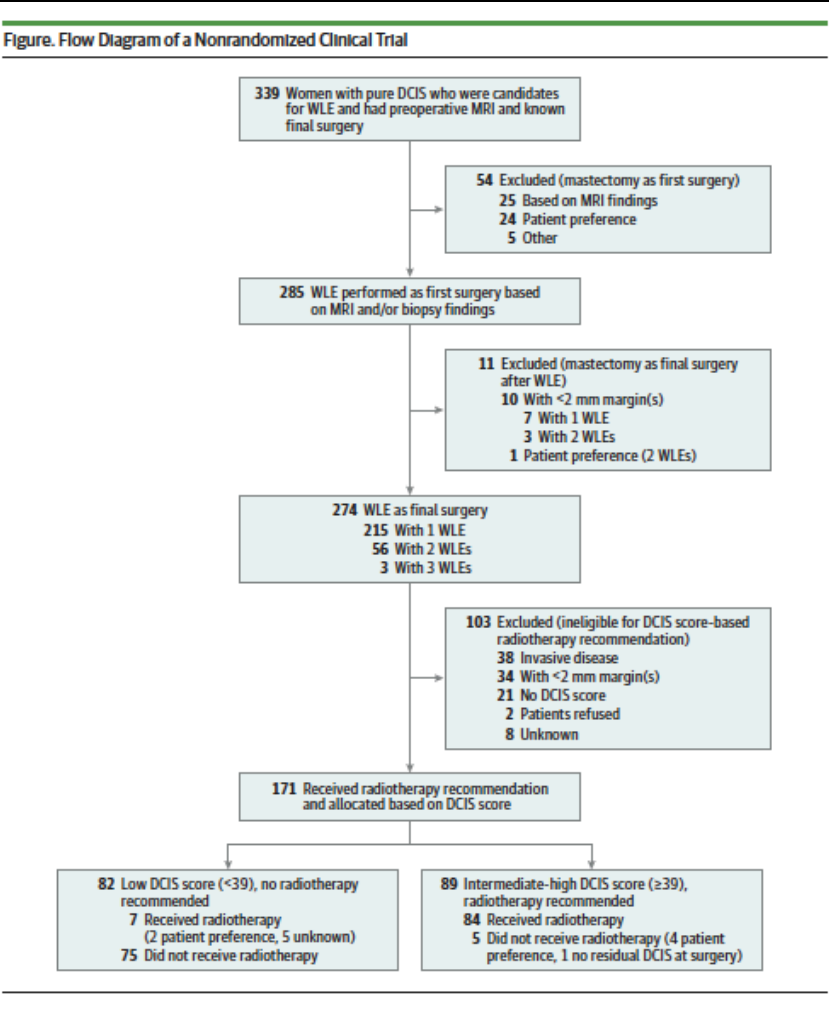 Figure. Flow Diagram of a Nonrandomized Clinical Trial
339 Women with pure DCIS who were candidates
for WLE and had preoperative MRI and known
final surgery
54 Excluded (mastectomy as first surgery)
25 Based on MRI findings
24 Patient preference
5 Other
285 WLE performed as first surgery based
on MRI and/or biopsy findings
11 Excluded (mastectomy as final surgery
after WLE)
10 With <2 mm margin(s)
7 With 1 WLE
3 With 2 WLEs
1 Patient preference (2 WLEs)
274 WLE as final surgery
215 With 1 WLE
56 With 2 WLEs
3 With 3 WLEs
103 Excluded (ineligible for DCIS score-based
radiotherapy recommendation)
38 Invasive disease
34 With <2 mm margin(s)
21 No DCIS score
2 Patients refused
8 Unknown
171 Received radiotherapy recommendation
and allocated based on DCIS score
82 Low DCIS score (<39), no radiotherapy
recommended
7 Received radiotherapy
(2 patient preference, 5 unknown)
75 Did not receive radiotherapy
89 Intermediate-high DCIS score (≥39),
radiotherapy recommended
84 Received radiotherapy
5 Did not receive radiotherapy (4 patient
preference, 1 no residual DCIS at surgery)